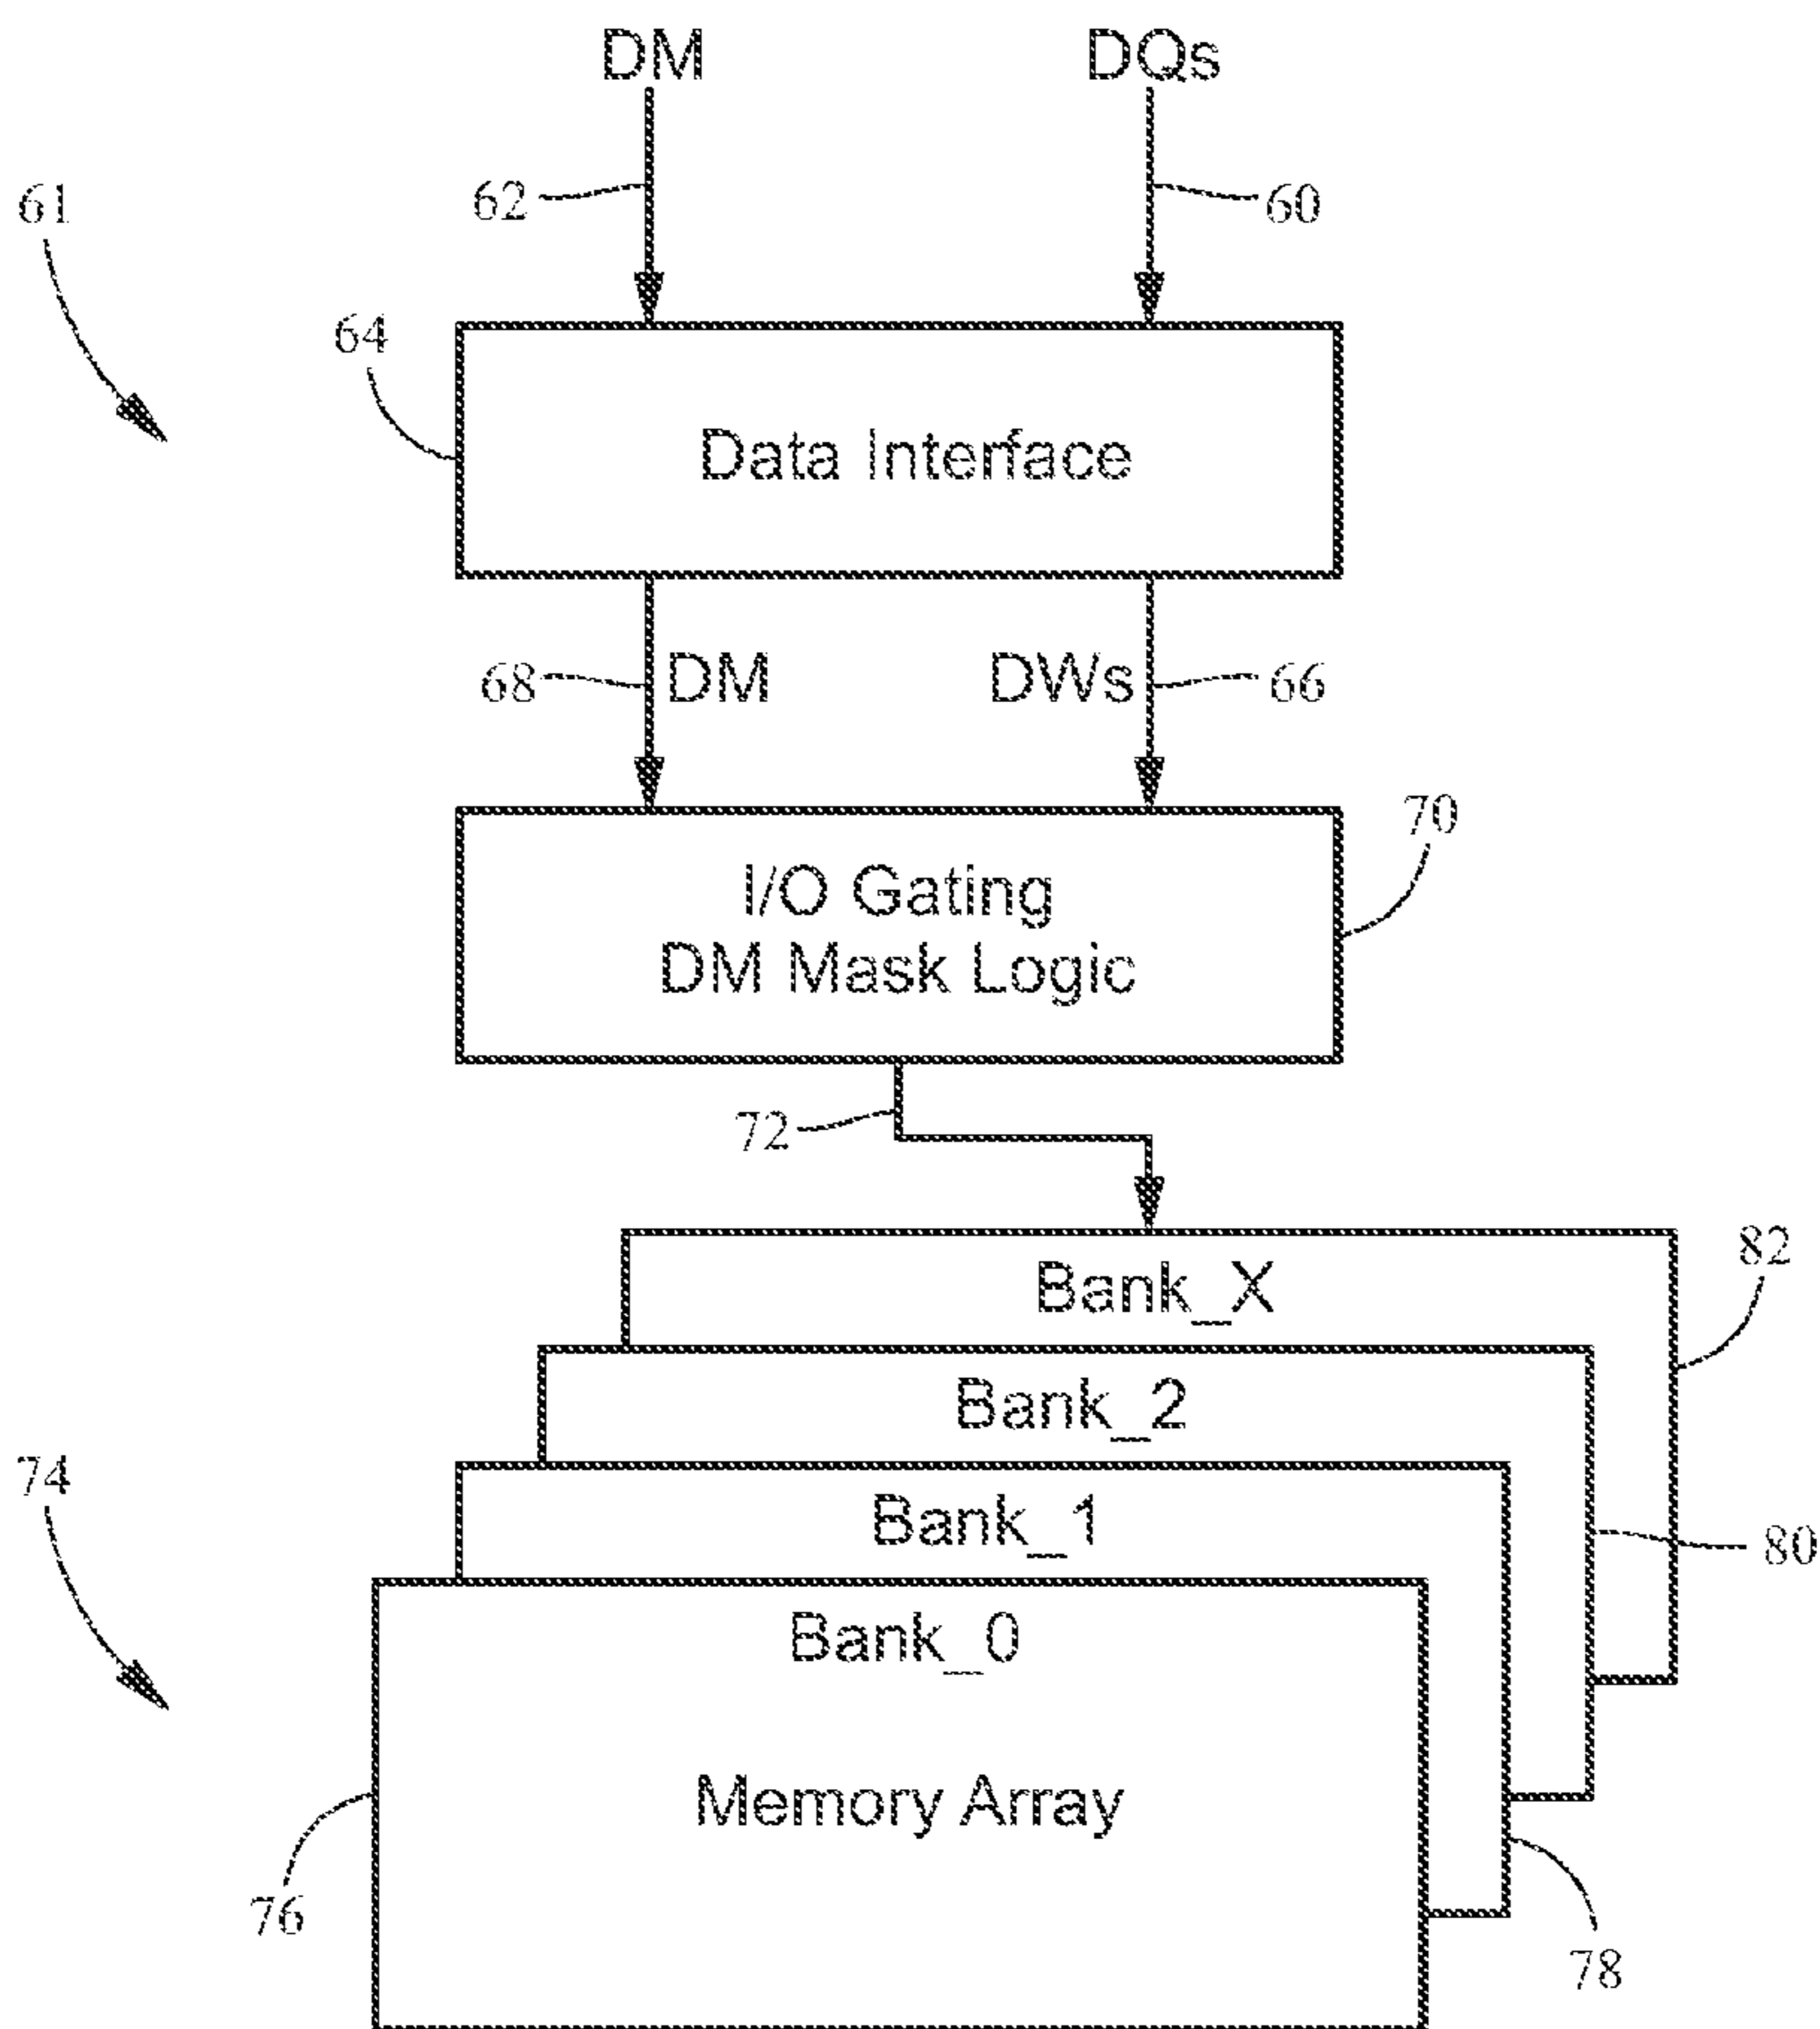 DM
DQs
62
60
61
64
Data Interface
68
DM
DWs
66
70
I/O Gating
DM Mask Logic
72
82
Bank_X
Bank_2
74
Bank_1
80
Bank_0
Memory Array
76
78